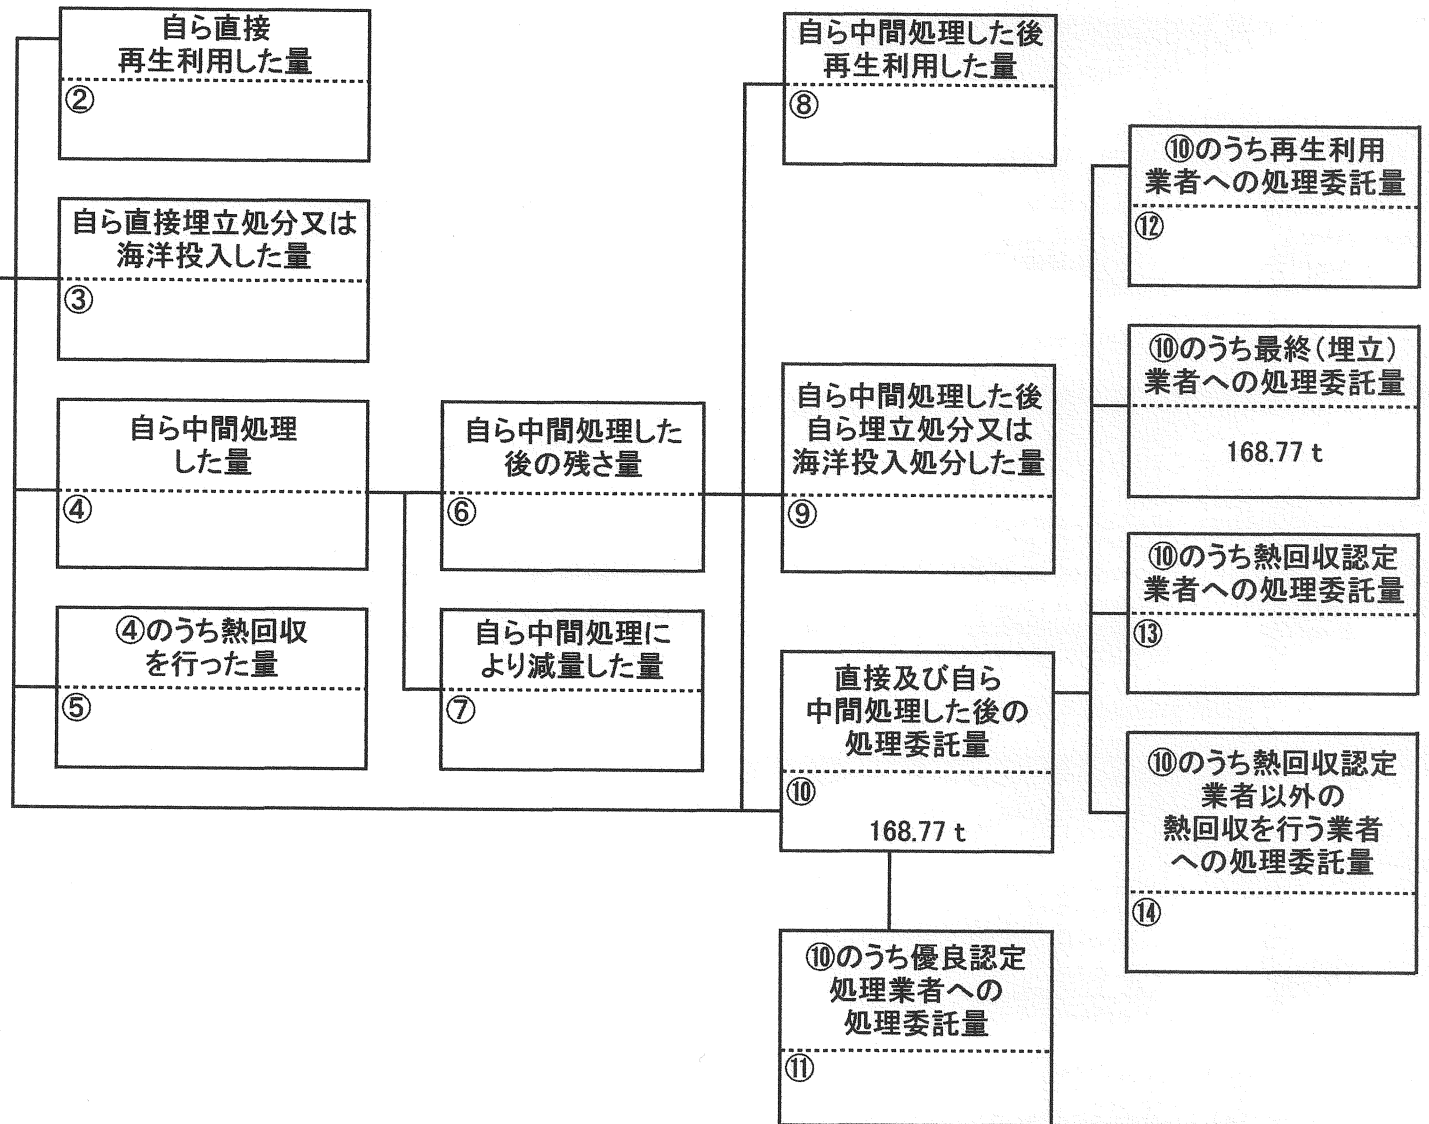 自ら直接
再生利用した量
②
自ら直接埋立処分又は
海洋投入した量
③
自ら中間処理
した量
④
④のうち熱回収
を行った量
⑤
自ら中間処理した
後の残さ量
⑥
自ら中間処理に
より減量した量
⑦
自ら中間処理した後
再生利用した量
⑧
自ら中間処理した後
自ら埋立処分又は
海洋投入処分した量
⑨
直接及び自ら
中間処理した後の
処理委託量
⑩
168.77 t
⑩のうち優良認定
処理業者への
処理委託量
⑪
⑩のうち再生利用
業者への処理委託量
⑫
⑩のうち最終(埋立)
業者への処理委託量
168.77 t
⑩のうち熱回収認定
業者への処理委託量
⑬
⑩のうち熱回収認定
業者以外の
熱回収を行う業者
への処理委託量
⑭